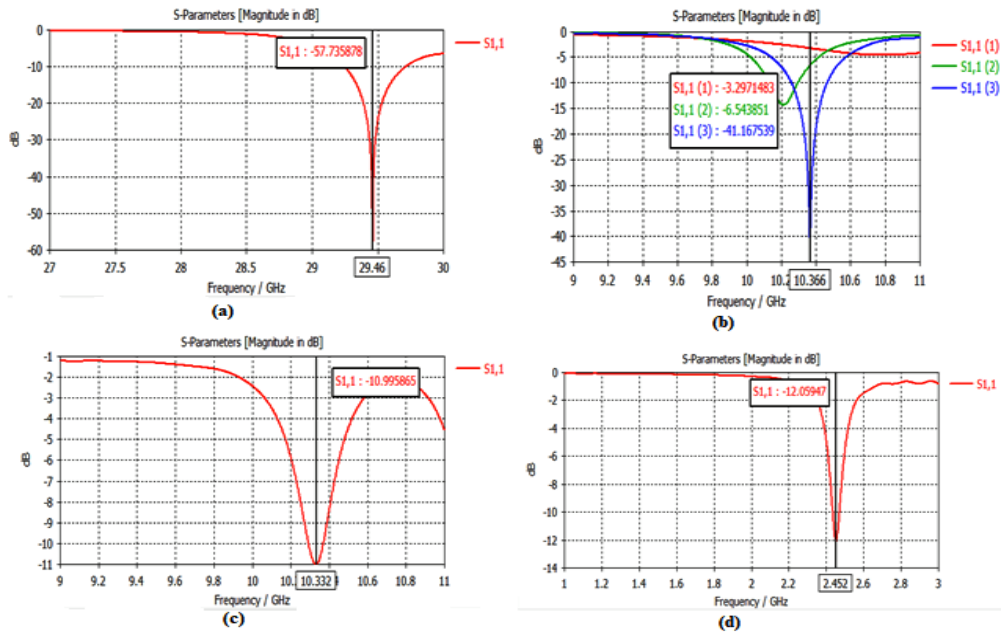 S-Parameters [Magnitude in dB]
0
-10
-20
-30
-40
-50
-60
dB
S1,1 : -57.735878
S1,1
27 27.5 28 28.5 29 29.46 30
Frequency / GHz
(a)
S-Parameters [Magnitude in dB]
0
-5
-10
-15
-20
-25
-30
-35
-40
-45
dB
S1,1 (1) : -3.2971483
S1,1 (2) : -6.543851
S1,1 (3) : -41.167539
S1,1 (1)
S1,1 (2)
S1,1 (3)
9 9.2 9.4 9.6 9.8 10 10.2 10.366 10.6 10.8 11
Frequency / GHz
(b)
S-Parameters [Magnitude in dB]
-1
-2
-3
-4
-5
-6
-7
-8
-9
-10
-11
dB
S1,1 : -10.995865
S1,1
9 9.2 9.4 9.6 9.8 10 10.332 10.6 10.8 11
Frequency / GHz
(c)
S-Parameters [Magnitude in dB]
0
-2
-4
-6
-8
-10
-12
-14
dB
S1,1 : -12.05947
S1,1
1 1.2 1.4 1.6 1.8 2 2.2 2.452 2.6 2.8 3
Frequency / GHz
(d)